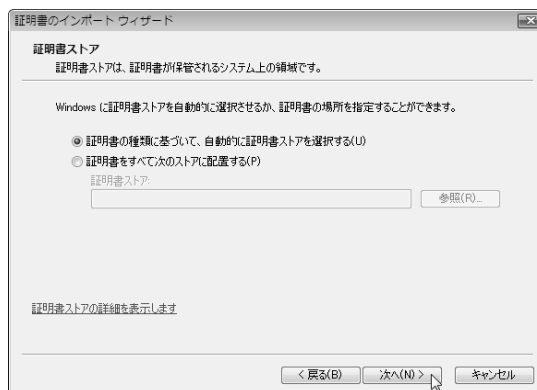 証明書のインポート ウィザード
証明書ストア
証明書ストアは、証明書が保管されるシステム上の領域です。
Windows に証明書ストアを自動的に選択させるか、証明書の場所を指定することができます。
証明書の種類に基づいて、自動的に証明書ストアを選択する(U)
証明書をすべて次のストアに配置する(P)
証明書ストア:
参照(R)...
証明書ストアの詳細を表示します
< 戻る(B) 次へ(N) > キャンセル